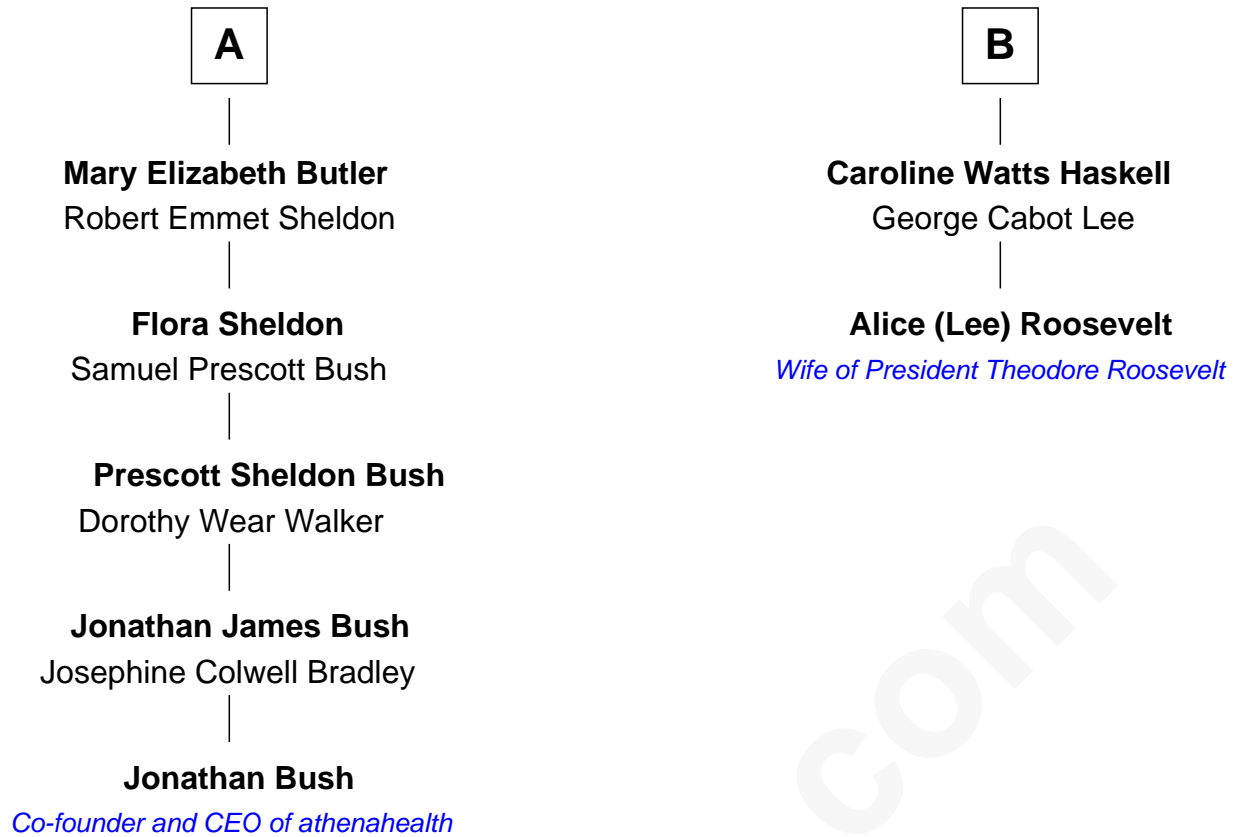 A
Mary Elizabeth Butler
Robert Emmet Sheldon
Flora Sheldon
Samuel Prescott Bush
Prescott Sheldon Bush
Dorothy Wear Walker
Jonathan James Bush
Josephine Colwell Bradley
Jonathan Bush
Co-founder and CEO of athenahealth
B
Caroline Watts Haskell
George Cabot Lee
Alice (Lee) Roosevelt
Wife of President Theodore Roosevelt
com